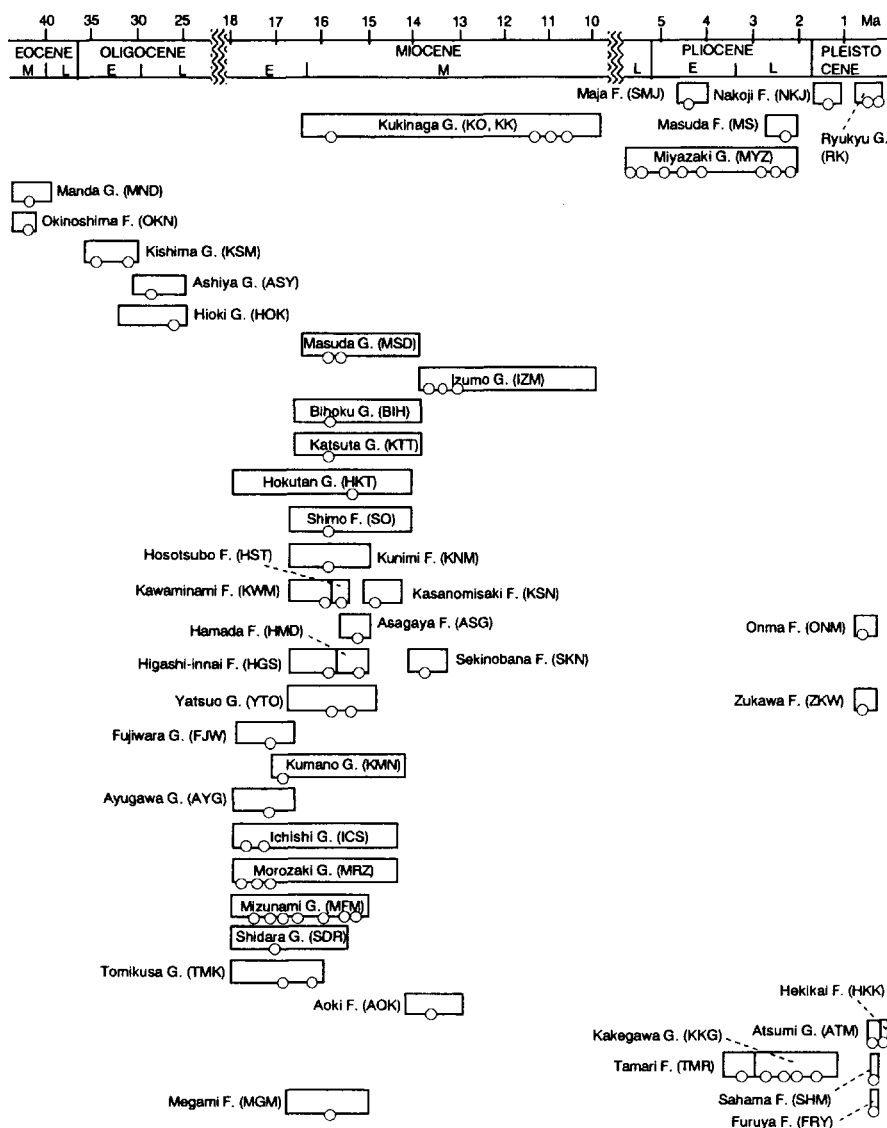 40 35 30 25 18 17 16 15 14 13 12 11 10 5 4 3 2 1 Ma
EOCENE OLIGOCENE MIOCENE PLIOCENE PLEISTO
M L E L E M L E L CENE
Maja F. (SMJ) Nakoji F. (NKJ)
Kukinaga G. (KO, KK) Masuda F. (MS)
Ryukyu G.
(RK)
Miyazaki G. (MYZ)
Manda G. (MND)
Okinoshima F. (OKN)
Kishima G. (KSM)
Ashiya G. (ASY)
Hioki G. (HOK)
Masuda G. (MSD)
Izumo G. (IZM)
Bihoku G. (BIH)
Katsuta G. (KTT)
Hokutan G. (HKT)
Shimo F. (SO)
Hosotsubo F. (HST) Kunimi F. (KNM)
Kawaminami F. (KWM) Kasanomisaki F. (KSN)
Asagaya F. (ASG) Onma F. (ONM)
Hamada F. (HMD)
Higashi-innai F. (HGS) Sekinobana F. (SKN)
Yatsuo G. (YTO) Zukawa F. (ZKW)
Fujiwara G. (FJW)
Kumano G. (KMN)
Ayugawa G. (AYG)
Ichishi G. (ICS)
Morozaki G. (MRZ)
Mizunami G. (MFM)
Shidara G. (SDR)
Tomikusa G. (TMK)
Hekikai F. (HKK)
Aoki F. (AOK) Atsumi G. (ATM)
Kakegawa G. (KKG)
Tamari F. (TMR)
Megami F. (MGM) Sahama F. (SHM)
Furuya F. (FRY)